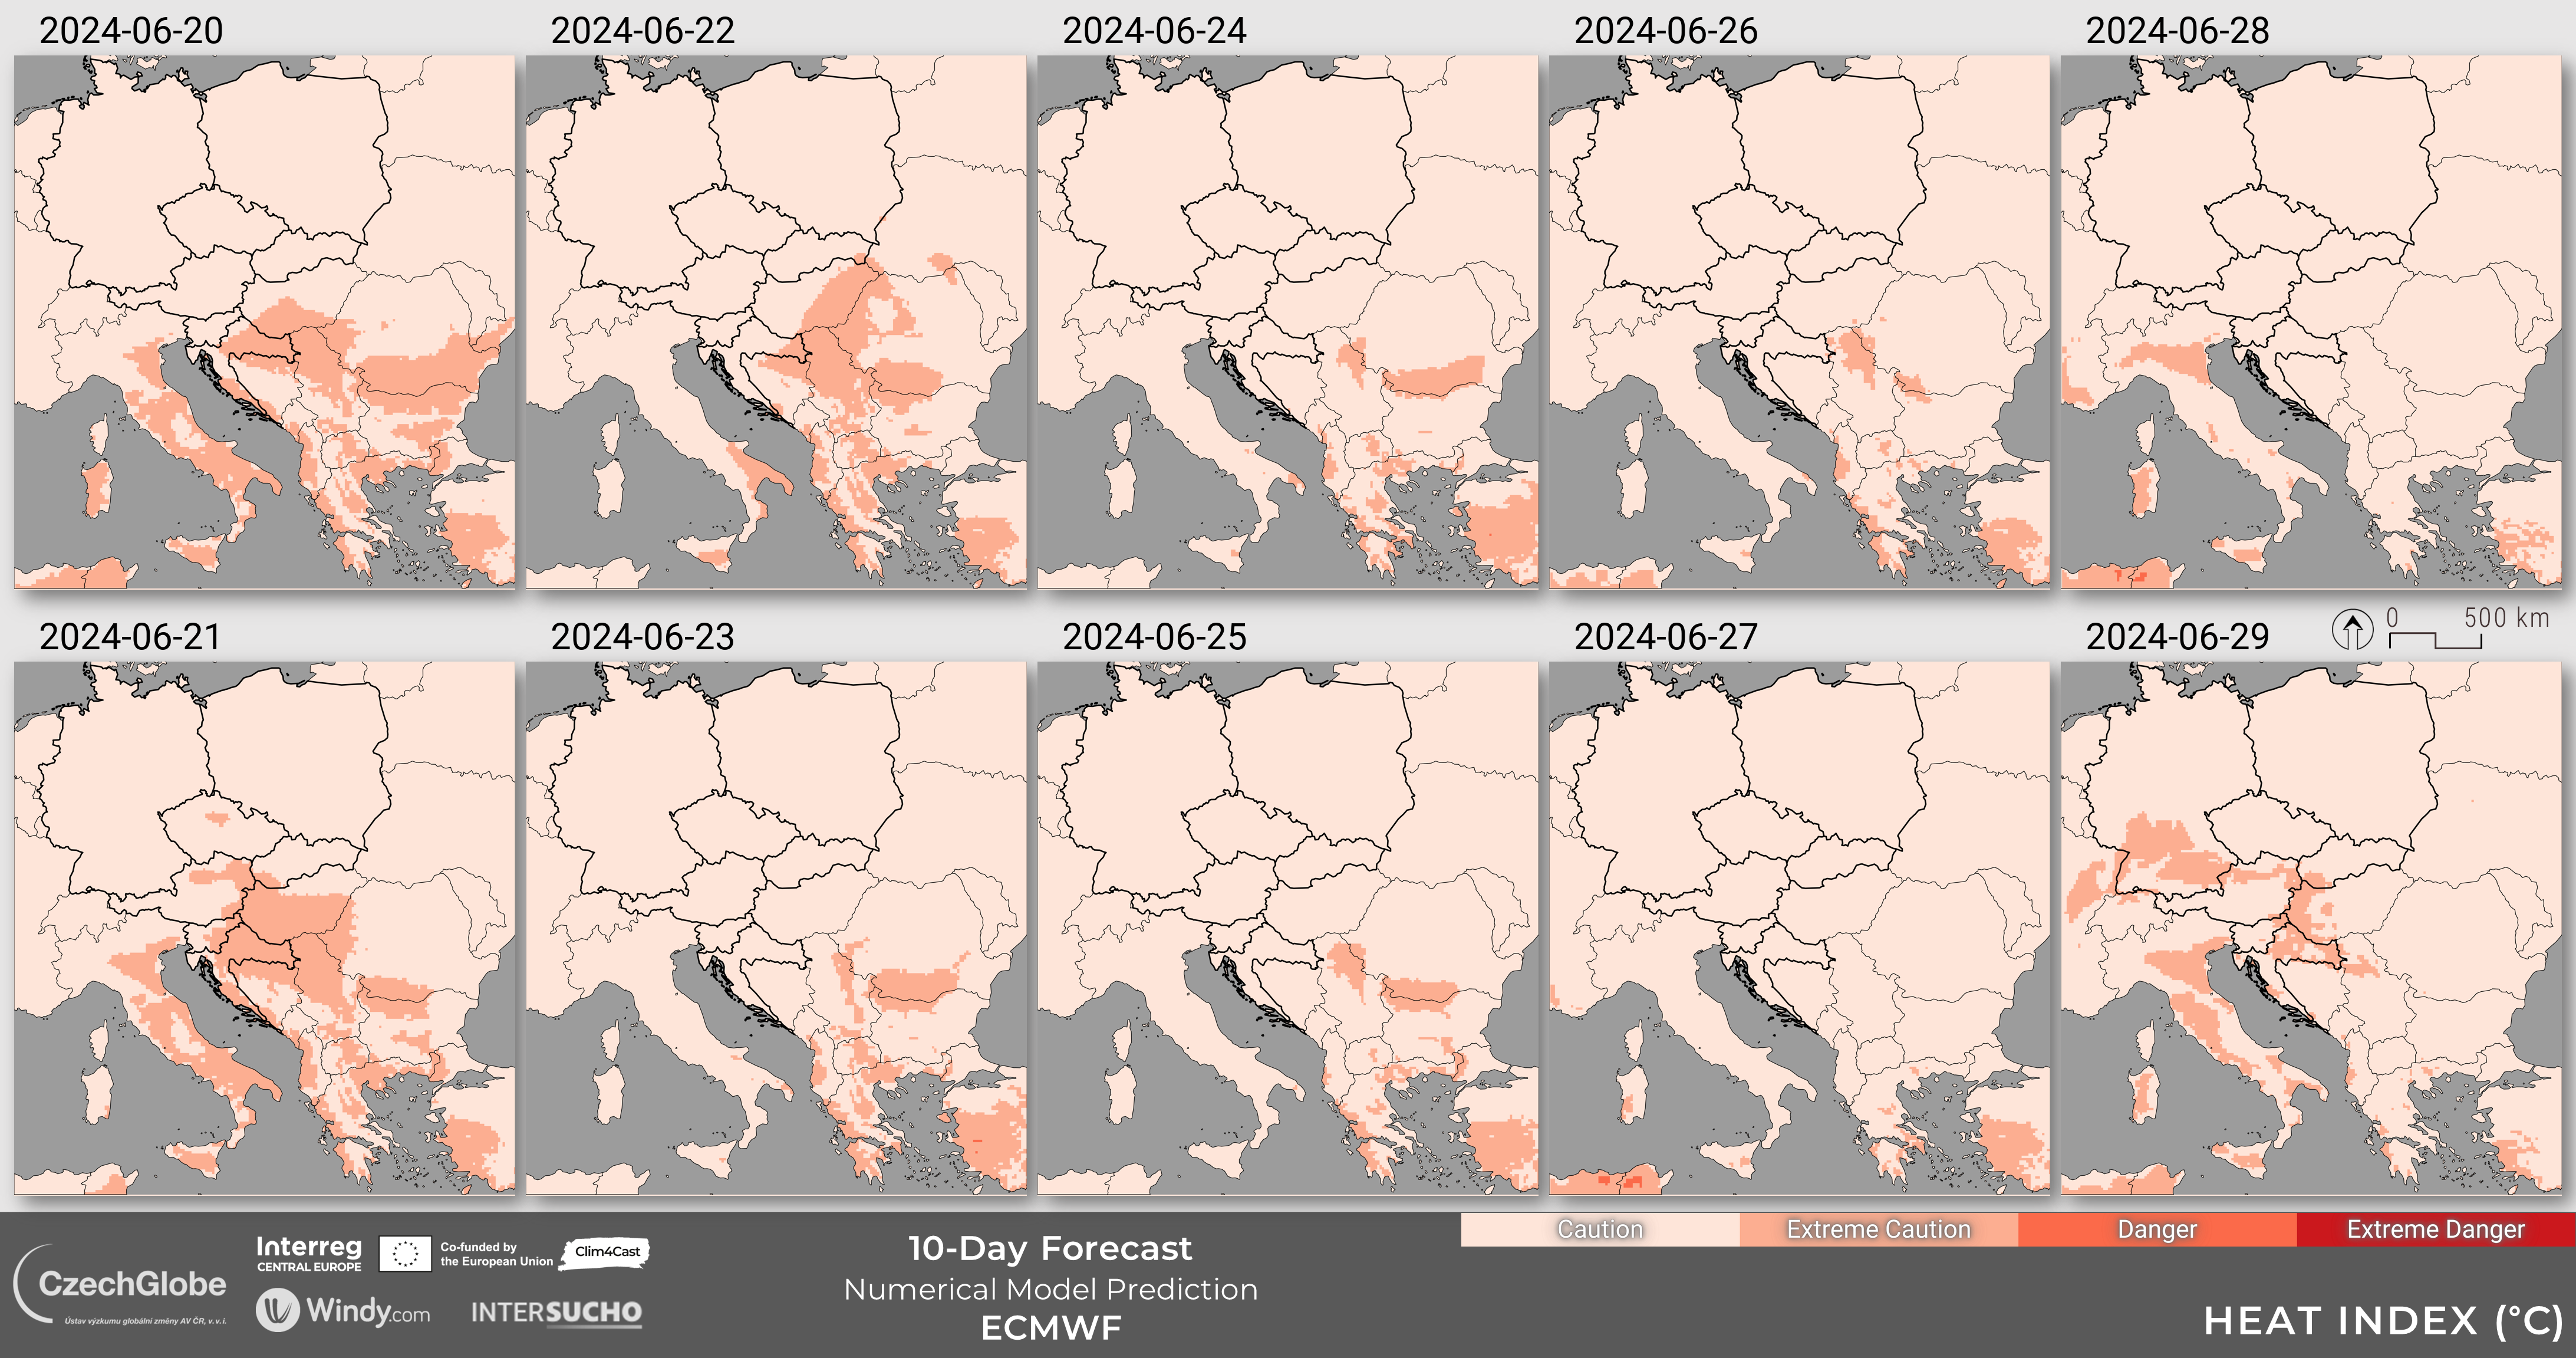 2024-06-20
2024-06-22
2024-06-24
2024-06-26
2024-06-28
0 500 km
2024-06-21
2024-06-23
2024-06-25
2024-06-27
2024-06-29
Caution
Extreme Caution
Danger
Extreme Danger
CzechGlobe
Ústav výzkumu globální změny AV ČR, v. v. i.
Interreg
CENTRAL EUROPE
Co-funded by
the European Union
Clim4Cast
Windy.com
INTERSUCHO
10-Day Forecast
Numerical Model Prediction
ECMWF
HEAT INDEX (°C)